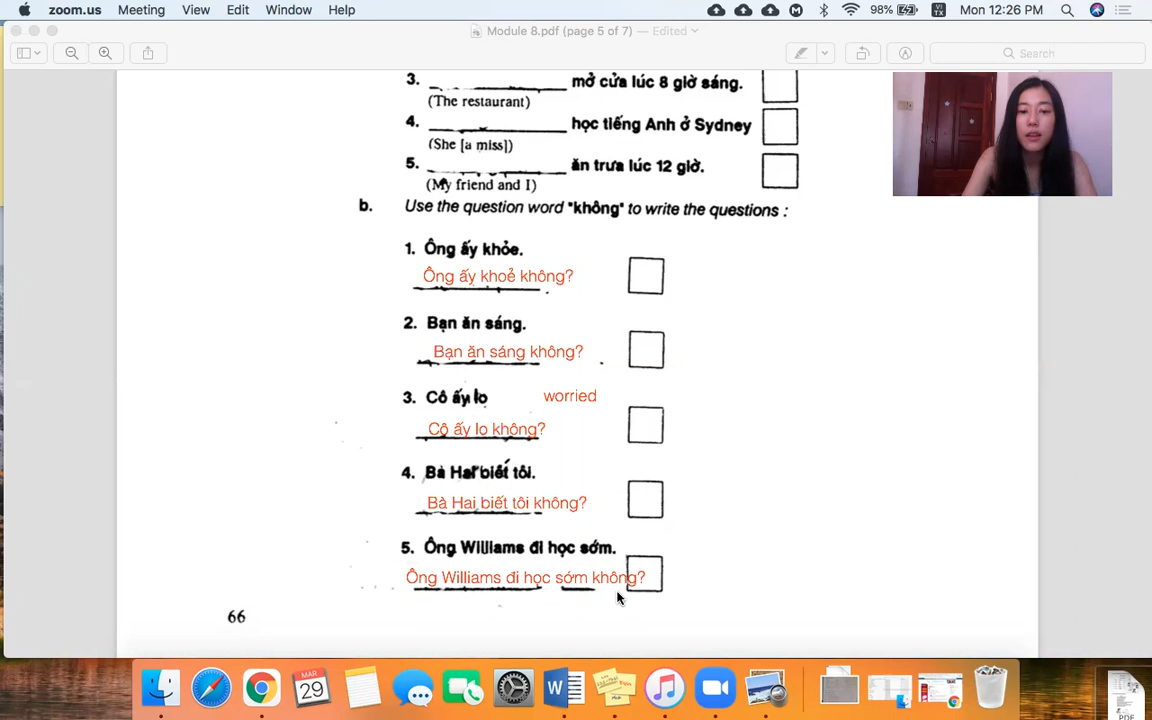 zoom.us Meeting View Edit Window Help
98%
VI
TX
Mon 12:26 PM
Module 8.pdf (page 5 of 7) — Edited
Search
3. mở cửa lúc 8 giờ sáng.
(The restaurant)
4. học tiếng Anh ở Sydney
(She [a miss])
5. ăn trưa lúc 12 giờ.
(My friend and I)
b. Use the question word "không" to write the questions :
1. Ông ấy khỏe.
Ông ấy khoẻ không?
2. Bạn ăn sáng.
Bạn ăn sáng không?
3. Cô ấy lo worried
Cô ấy lo không?
4. Bà Hai biết tôi.
Bà Hai biết tôi không?
5. Ông Williams đi học sớm.
Ông Williams đi học sớm không?
66
MAR
29
PDF